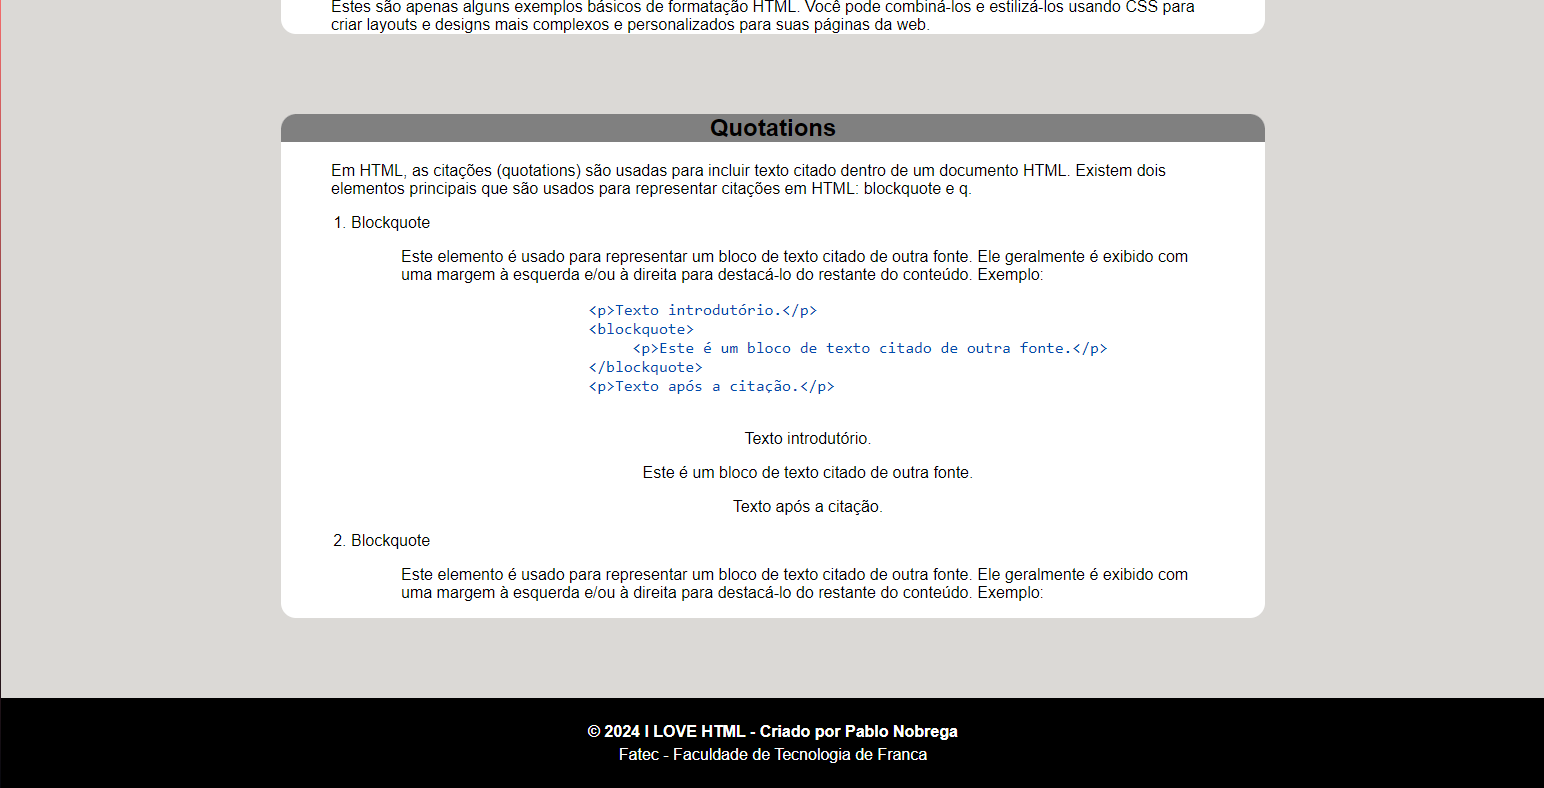 Estes são apenas alguns exemplos básicos de formatação HTML. Você pode combiná-los e estilizá-los usando CSS para
criar layouts e designs mais complexos e personalizados para suas páginas da web.
Quotations
Em HTML, as citações (quotations) são usadas para incluir texto citado dentro de um documento HTML. Existem dois
elementos principais que são usados para representar citações em HTML: blockquote e q.
1. Blockquote
Este elemento é usado para representar um bloco de texto citado de outra fonte. Ele geralmente é exibido com
uma margem à esquerda e/ou à direita para destacá-lo do restante do conteúdo. Exemplo:
<p>Texto introdutório.</p>
<blockquote>
<p>Este é um bloco de texto citado de outra fonte.</p>
</blockquote>
<p>Texto após a citação.</p>
Texto introdutório.
Este é um bloco de texto citado de outra fonte.
Texto após a citação.
2. Blockquote
Este elemento é usado para representar um bloco de texto citado de outra fonte. Ele geralmente é exibido com
uma margem à esquerda e/ou à direita para destacá-lo do restante do conteúdo. Exemplo:
© 2024 I LOVE HTML - Criado por Pablo Nobrega
Fatec - Faculdade de Tecnologia de Franca